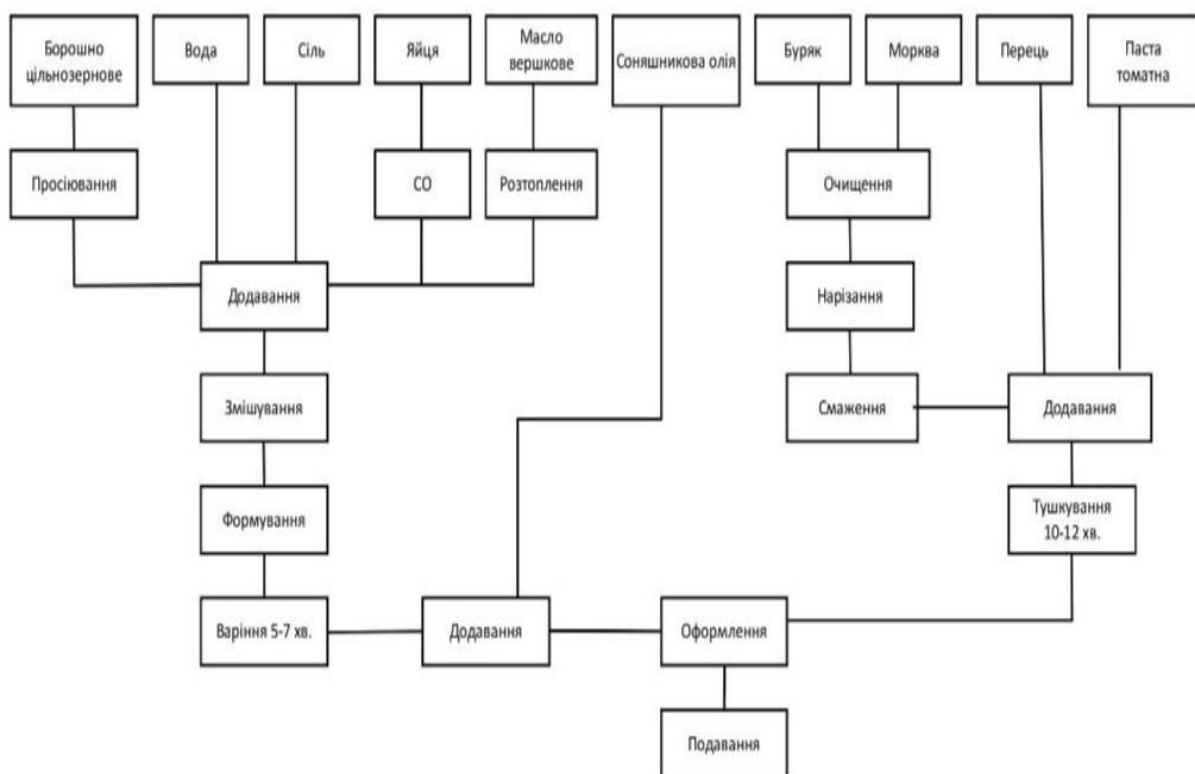 Борошно
цільнозернове
Вода
Сіль
Яйця
Масло
вершкове
Соняшникова олія
Буряк
Морква
Перець
Паста
томатна
Просіювання
СО
Розтоплення
Очищення
Додавання
Нарізання
Змішування
Смаження
Додавання
Формування
Тушкування
10-12 хв.
Варіння 5-7 хв.
Додавання
Оформлення
Подавання